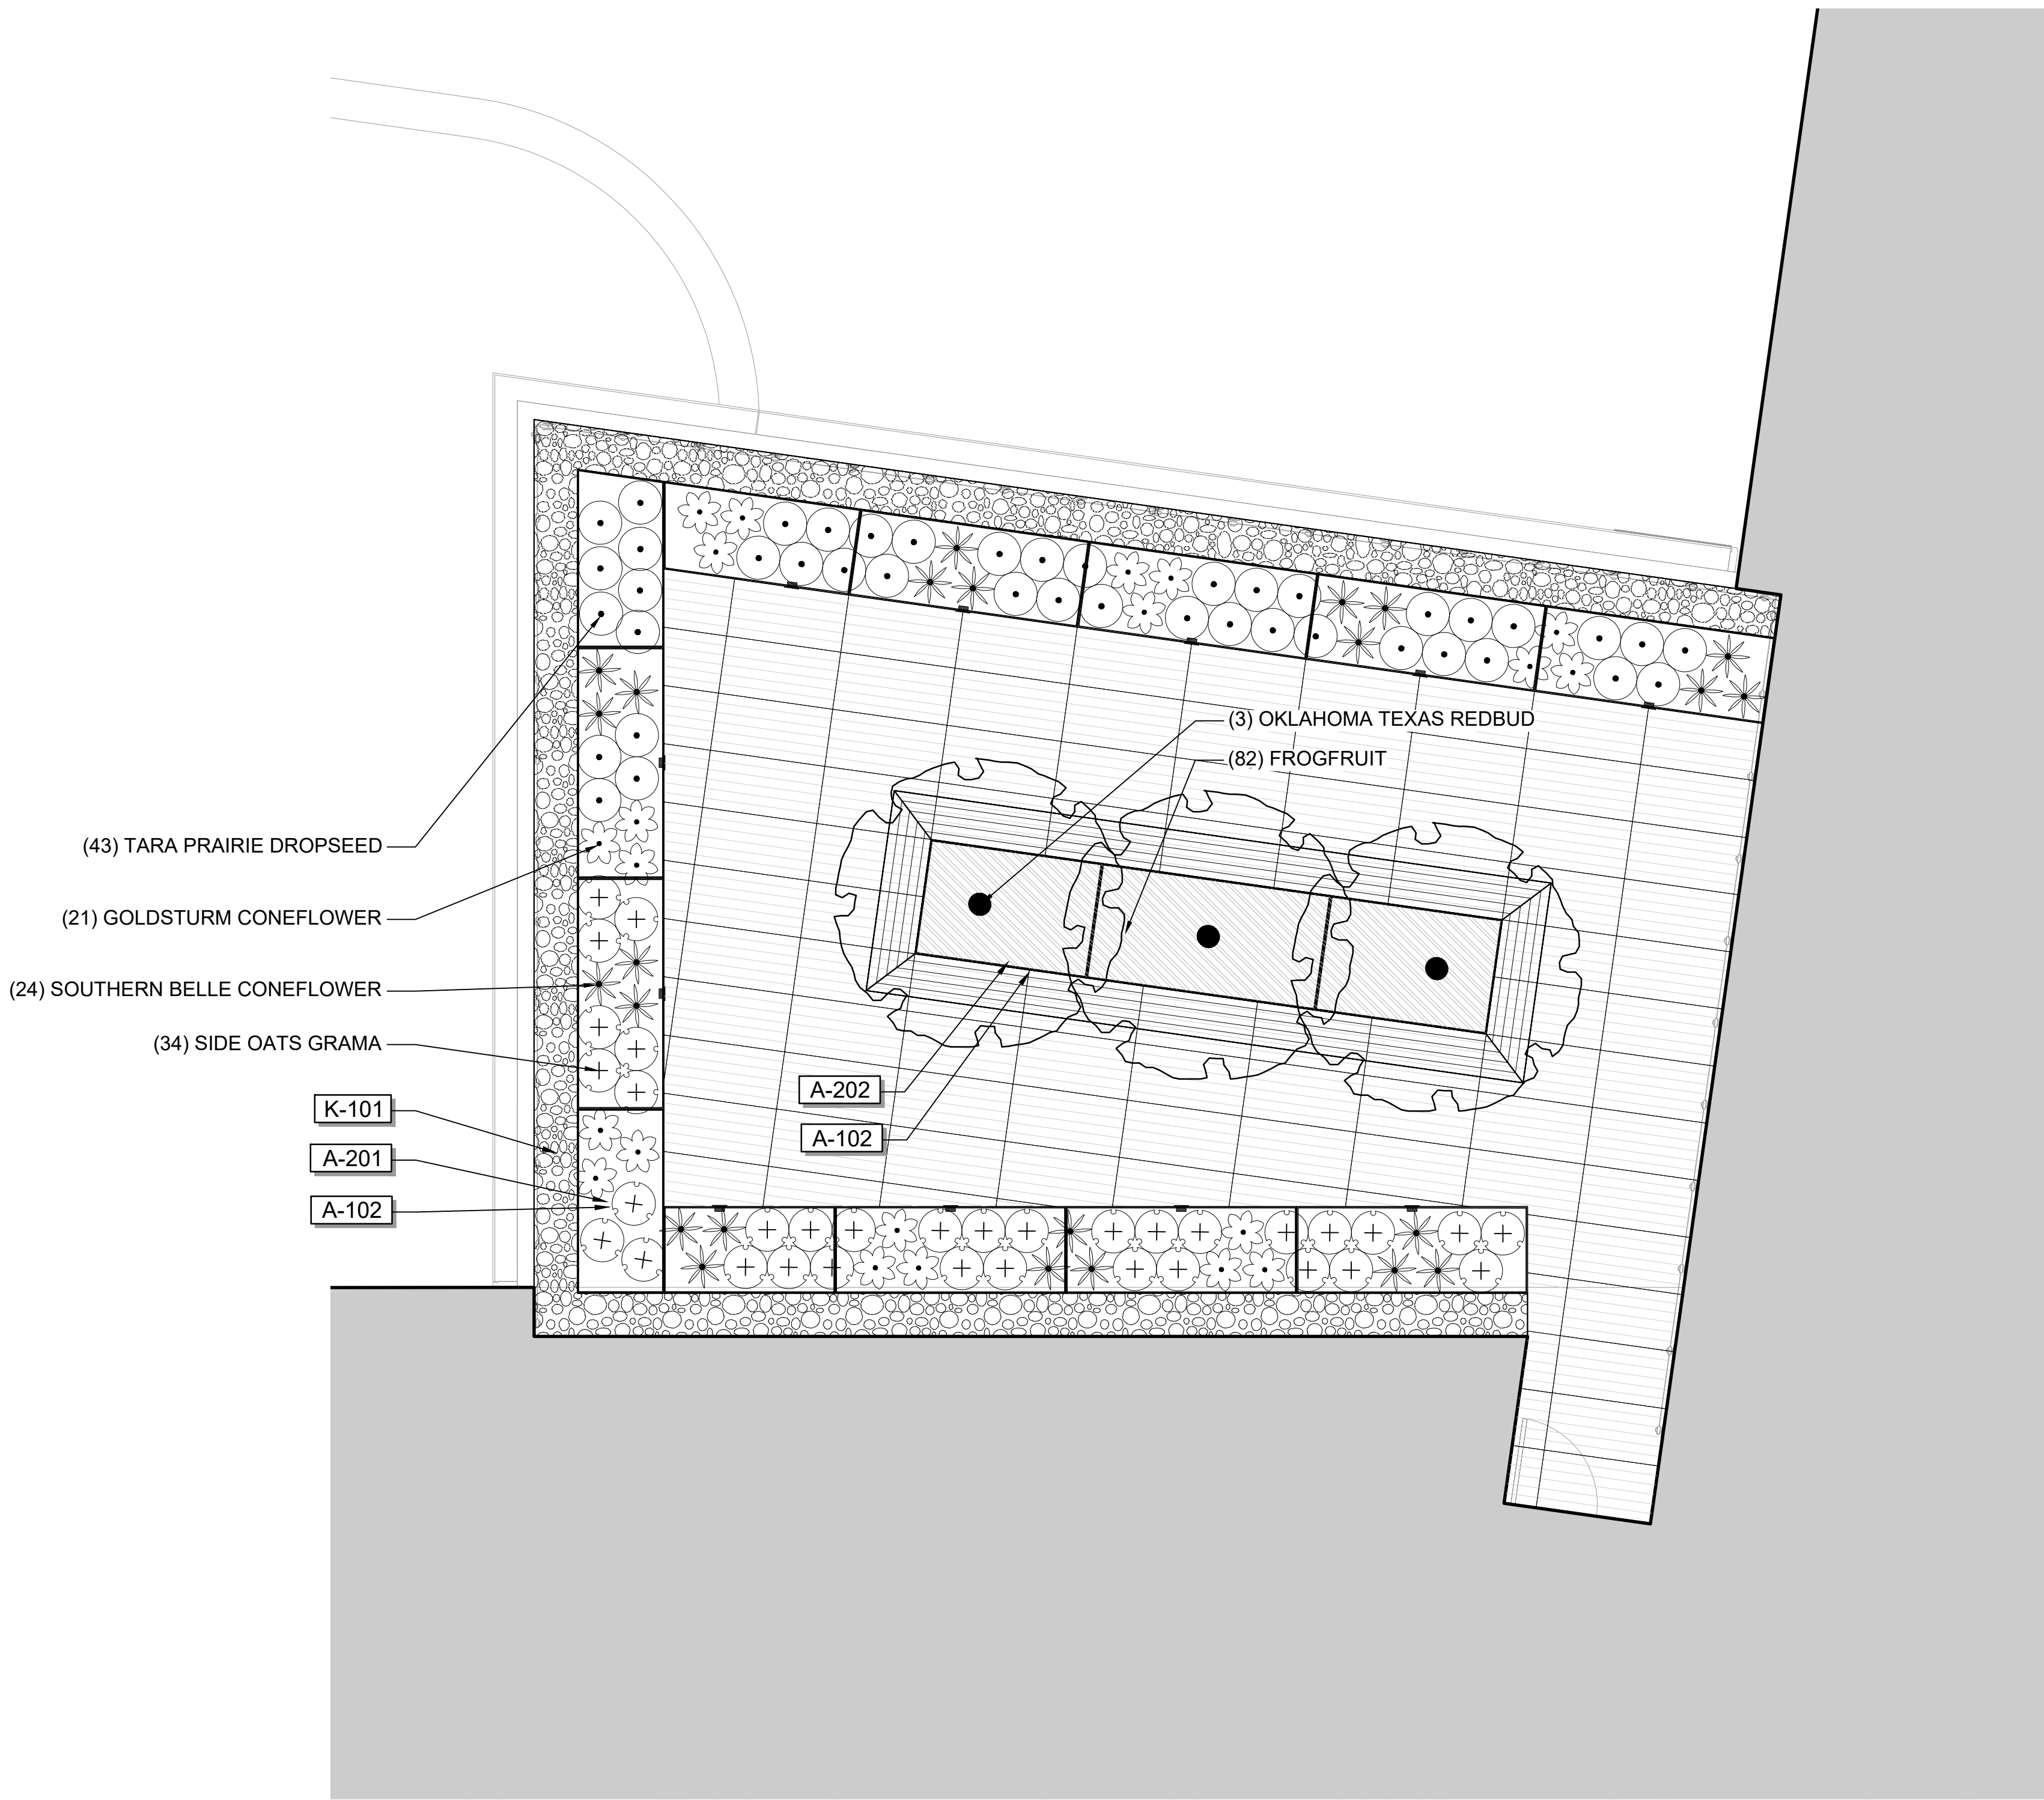 (3) OKLAHOMA TEXAS REDBUD
(82) FROGFRUIT
(43) TARA PRAIRIE DROPSEED
(21) GOLDSTURM CONEFLOWER
(24) SOUTHERN BELLE CONEFLOWER
(34) SIDE OATS GRAMA
K-101
A-201
A-102
A-202
A-102